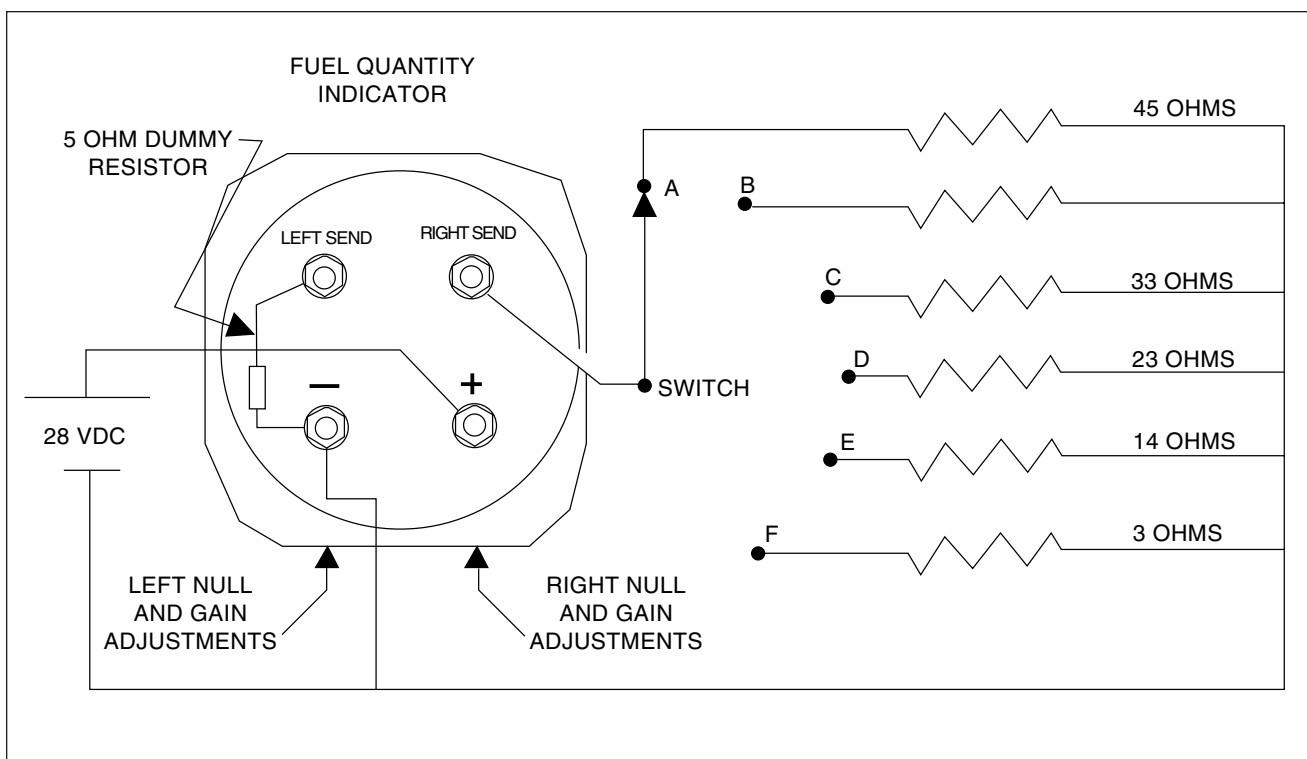 FUEL QUANTITY
INDICATOR
5 OHM DUMMY
RESISTOR
LEFT SEND
RIGHT SEND
−
+
28 VDC
LEFT NULL
AND GAIN
ADJUSTMENTS
RIGHT NULL
AND GAIN
ADJUSTMENTS
SWITCH
A
B
C
D
E
F
45 OHMS
33 OHMS
23 OHMS
14 OHMS
3 OHMS